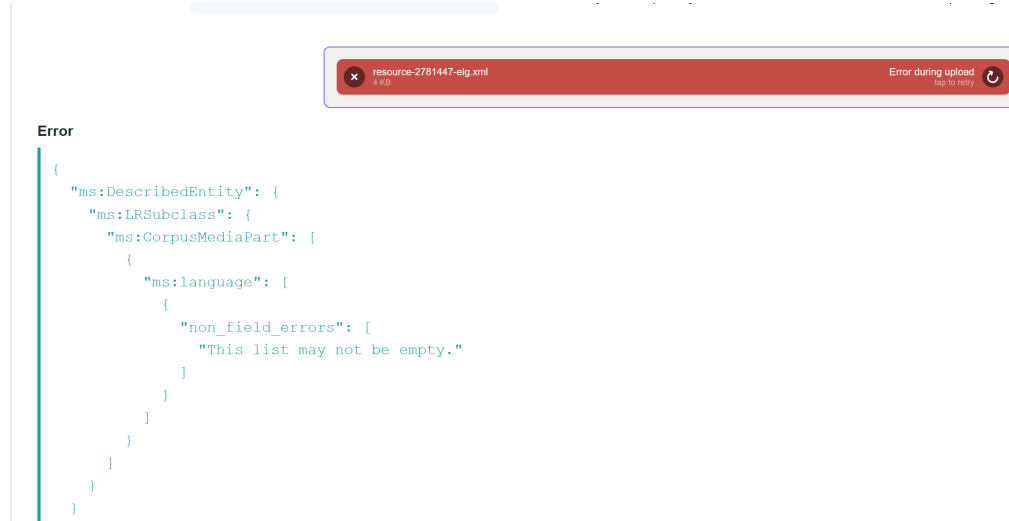 resource-2781447-elg.xml
4 KB
Error during upload
tap to retry
Error
{
"ms:DescribedEntity": {
"ms:LRSubclass": {
"ms:CorpusMediaPart": [
{
"ms:language": [
{
"non_field_errors": [
"This list may not be empty."
]
}
]
}
]
}
}